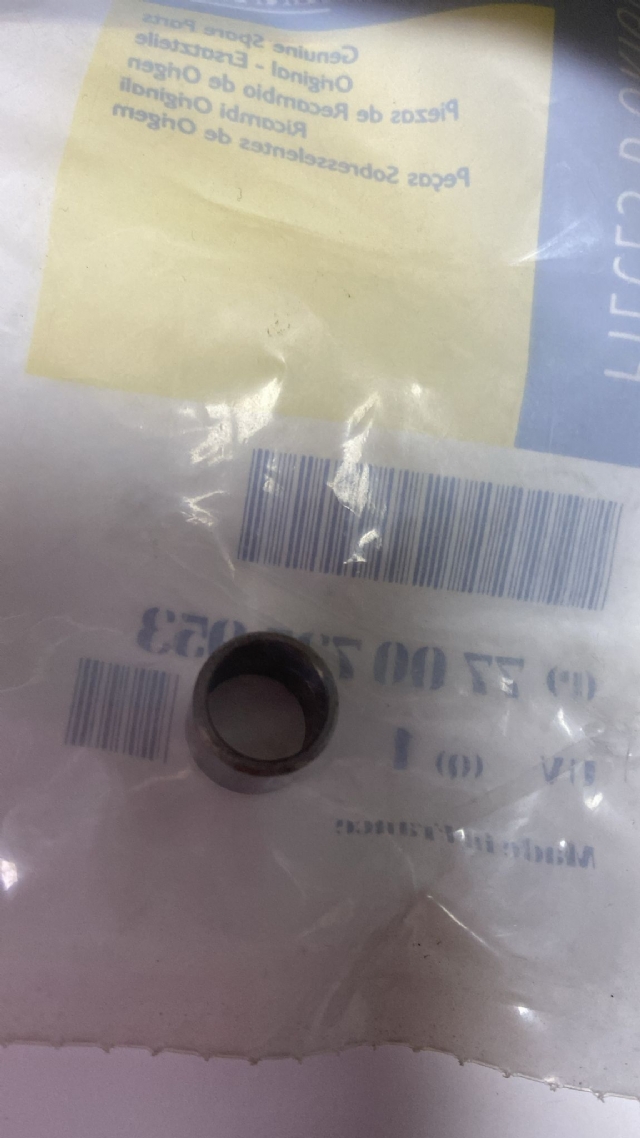 Genuine Spare Parts
Original - Ersatzteile
Piezas de Recambio de Origen
Ricambi Originali
Peças Sobresselentes de Origem
(P) 77 00
053
(Q) 1
Made in France